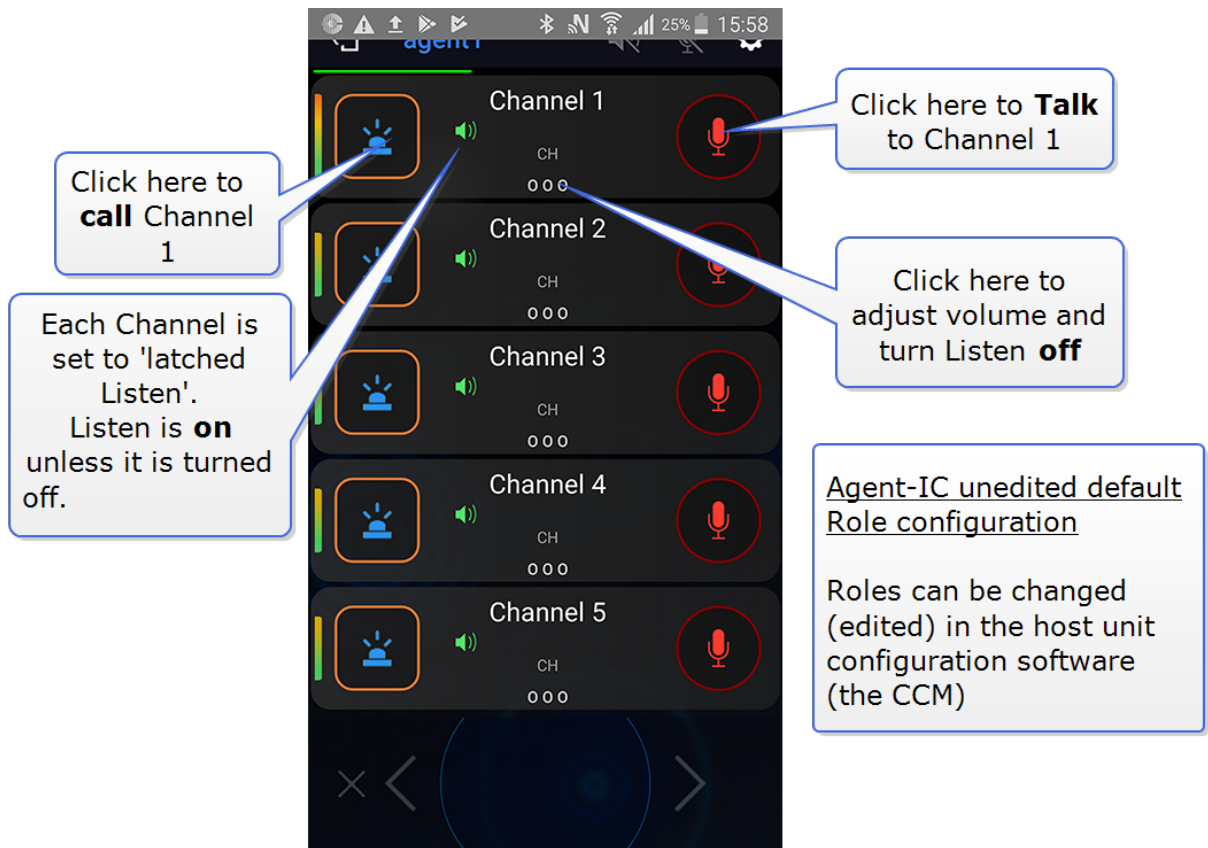 25% 15:58
agent1
Channel 1
CH
ooo
Channel 2
CH
ooo
Channel 3
CH
ooo
Channel 4
CH
ooo
Channel 5
CH
ooo
Click here to
call Channel
1
Each Channel is
set to 'latched
Listen'.
Listen is on
unless it is turned
off.
Click here to Talk
to Channel 1
Click here to
adjust volume and
turn Listen off
Agent-IC unedited default
Role configuration
Roles can be changed
(edited) in the host unit
configuration software
(the CCM)